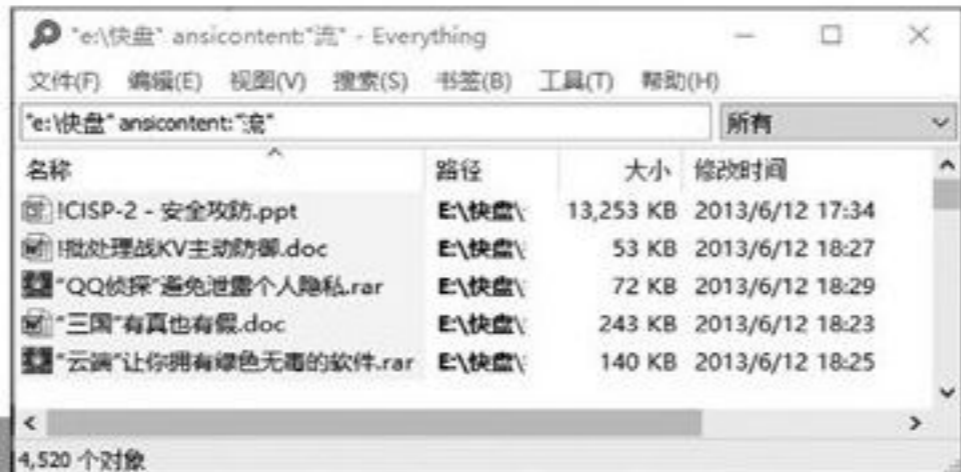 "e:\快盘" ansicontent:"流" - Everything
文件(F) 编辑(E) 视图(V) 搜索(S) 书签(B) 工具(T) 帮助(H)
"e:\快盘" ansicontent:"流" 所有
名称 路径 大小 修改时间
!CISP-2 - 安全攻防.ppt E:\快盘\ 13,253 KB 2013/6/12 17:34
!批处理战KV主动防御.doc E:\快盘\ 53 KB 2013/6/12 18:27
"QQ侦探"避免泄露个人隐私.rar E:\快盘\ 72 KB 2013/6/12 18:29
"三国"有真也有假.doc E:\快盘\ 243 KB 2013/6/12 18:23
"云端"让你拥有绿色无毒的软件.rar E:\快盘\ 140 KB 2013/6/12 18:25
4,520 个对象